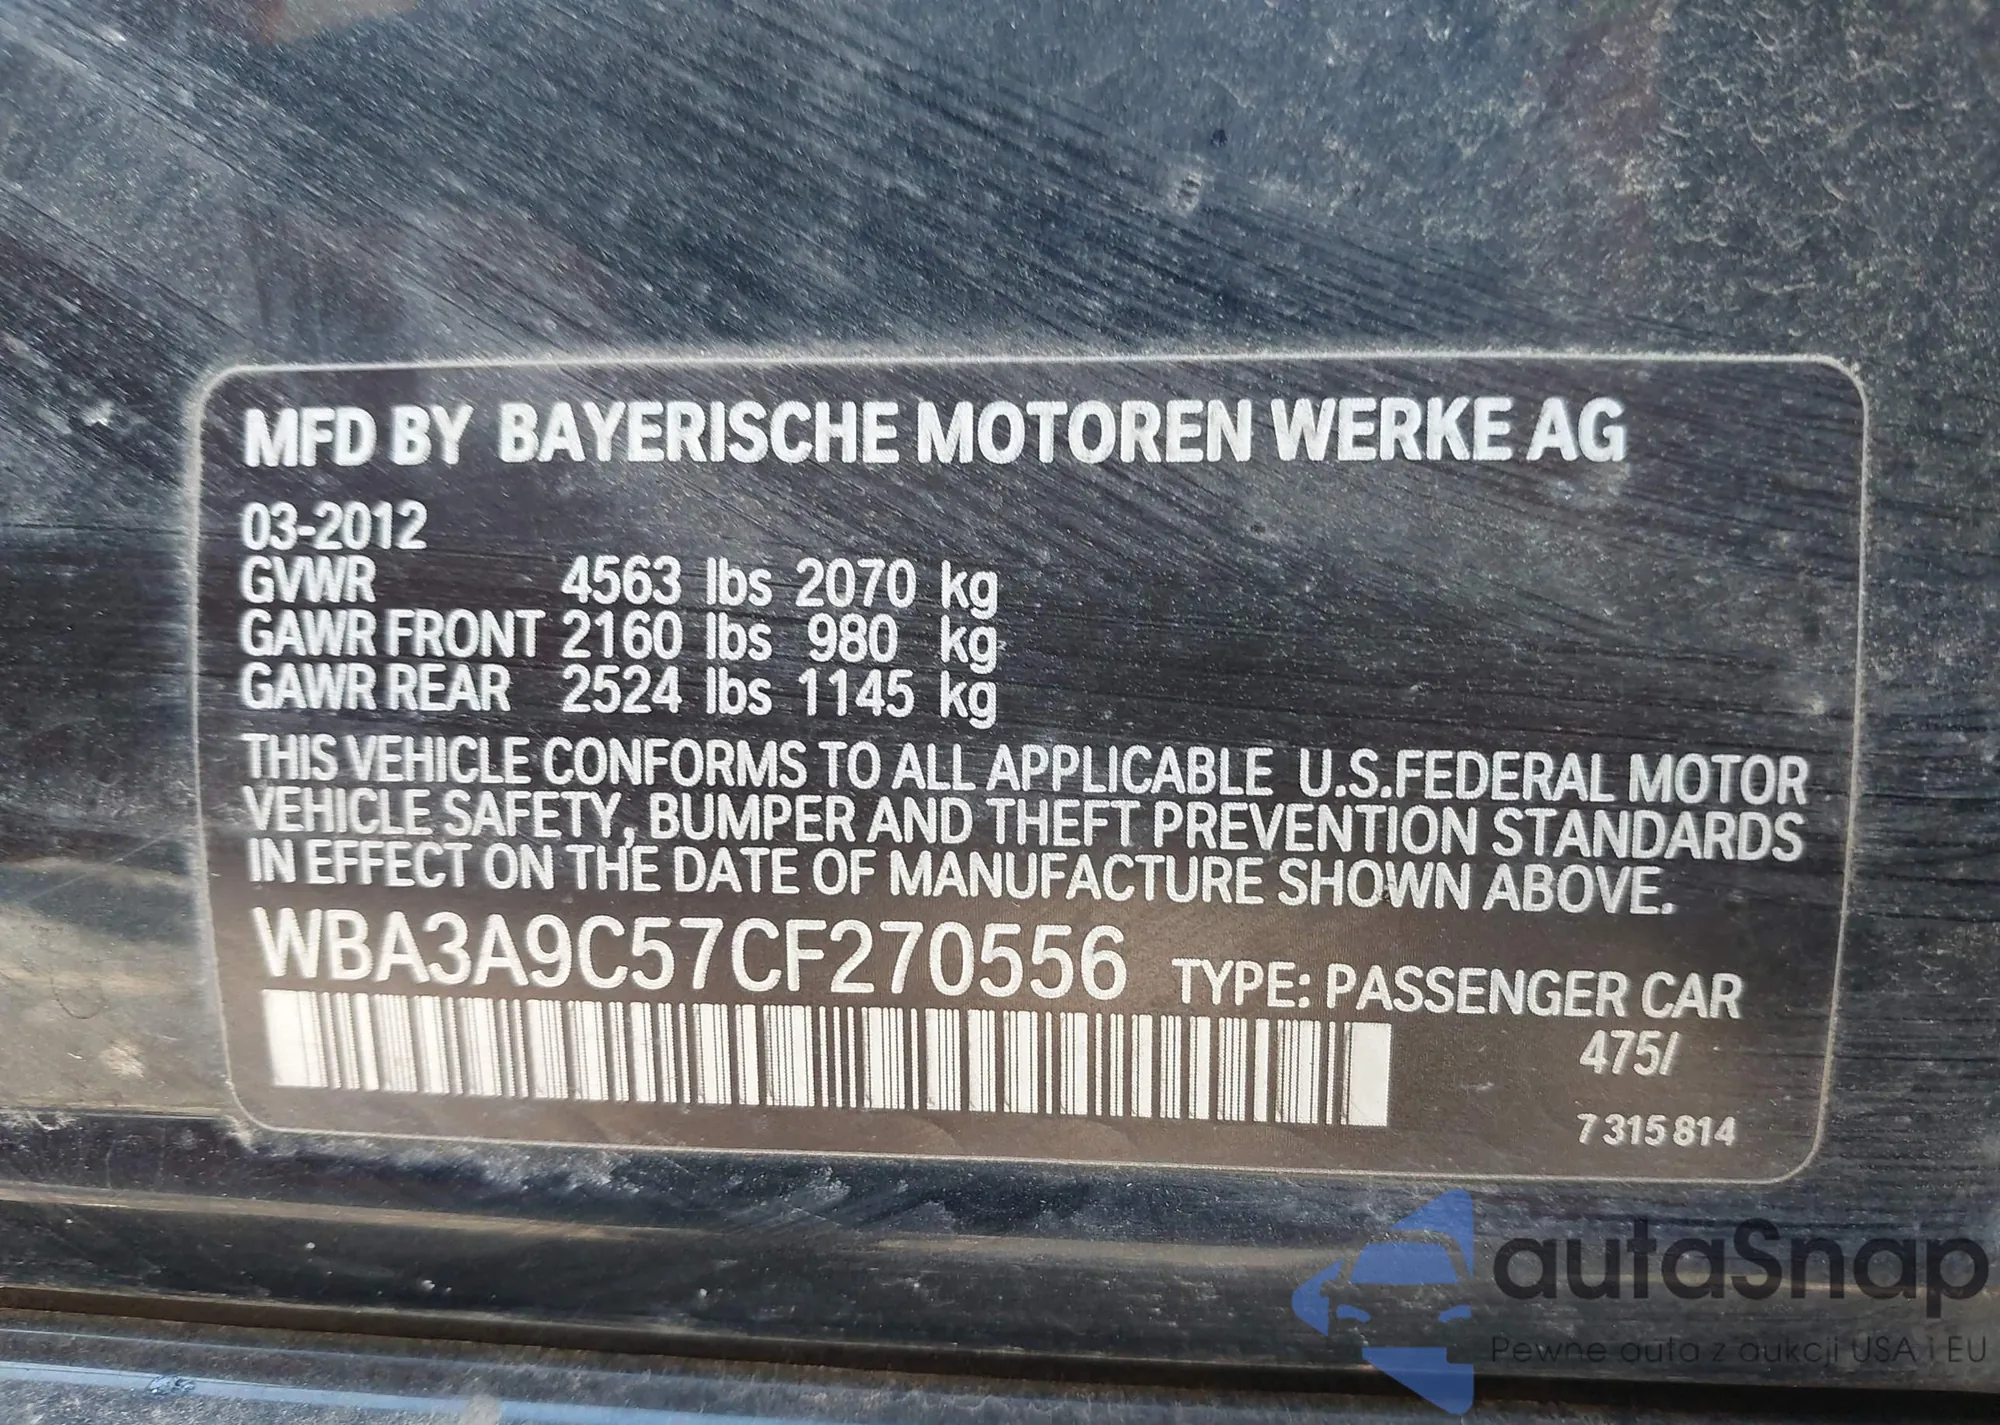 MFD BY BAYERISCHE MOTOREN WERKE AG
03-2012
GVWR 4563 lbs 2070 kg
GAWR FRONT 2160 lbs 980 kg
GAWR REAR 2524 lbs 1145 kg
THIS VEHICLE CONFORMS TO ALL APPLICABLE U.S.FEDERAL MOTOR
VEHICLE SAFETY, BUMPER AND THEFT PREVENTION STANDARDS
IN EFFECT ON THE DATE OF MANUFACTURE SHOWN ABOVE.
WBA3A9C57CF270556 TYPE: PASSENGER CAR
475/
7 315 814
autaSnap
Pewne auta z aukcji USA i EU